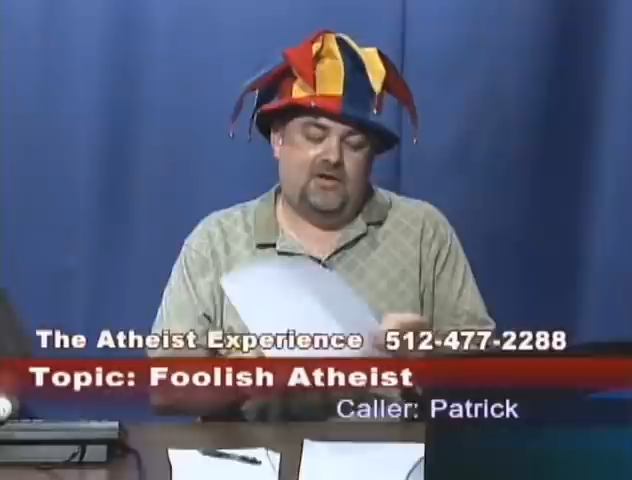 The Atheist Experience 512-477-2288
Topic: Foolish Atheist
Caller: Patrick